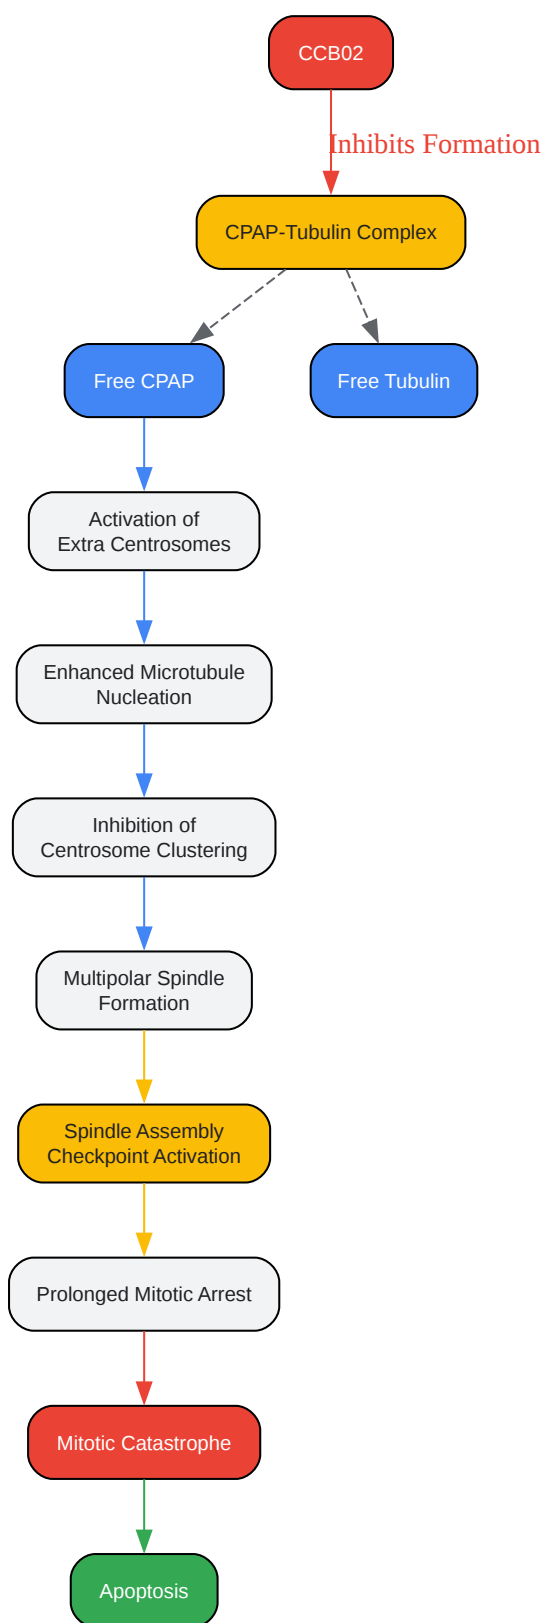 CCB02
Inhibits Formation
CPAP-Tubulin Complex
Free CPAP
Free Tubulin
Activation of
Extra Centrosomes
Enhanced Microtubule
Nucleation
Inhibition of
Centrosome Clustering
Multipolar Spindle
Formation
Spindle Assembly
Checkpoint Activation
Prolonged Mitotic Arrest
Mitotic Catastrophe
Apoptosis